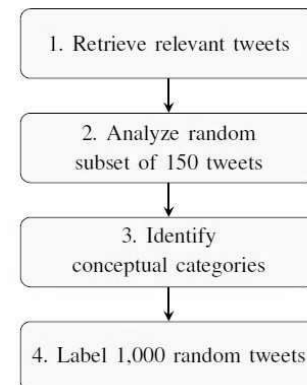 1. Retrieve relevant tweets
2. Analyze random
subset of 150 tweets
3. Identify
conceptual categories
4. Label 1,000 random tweets